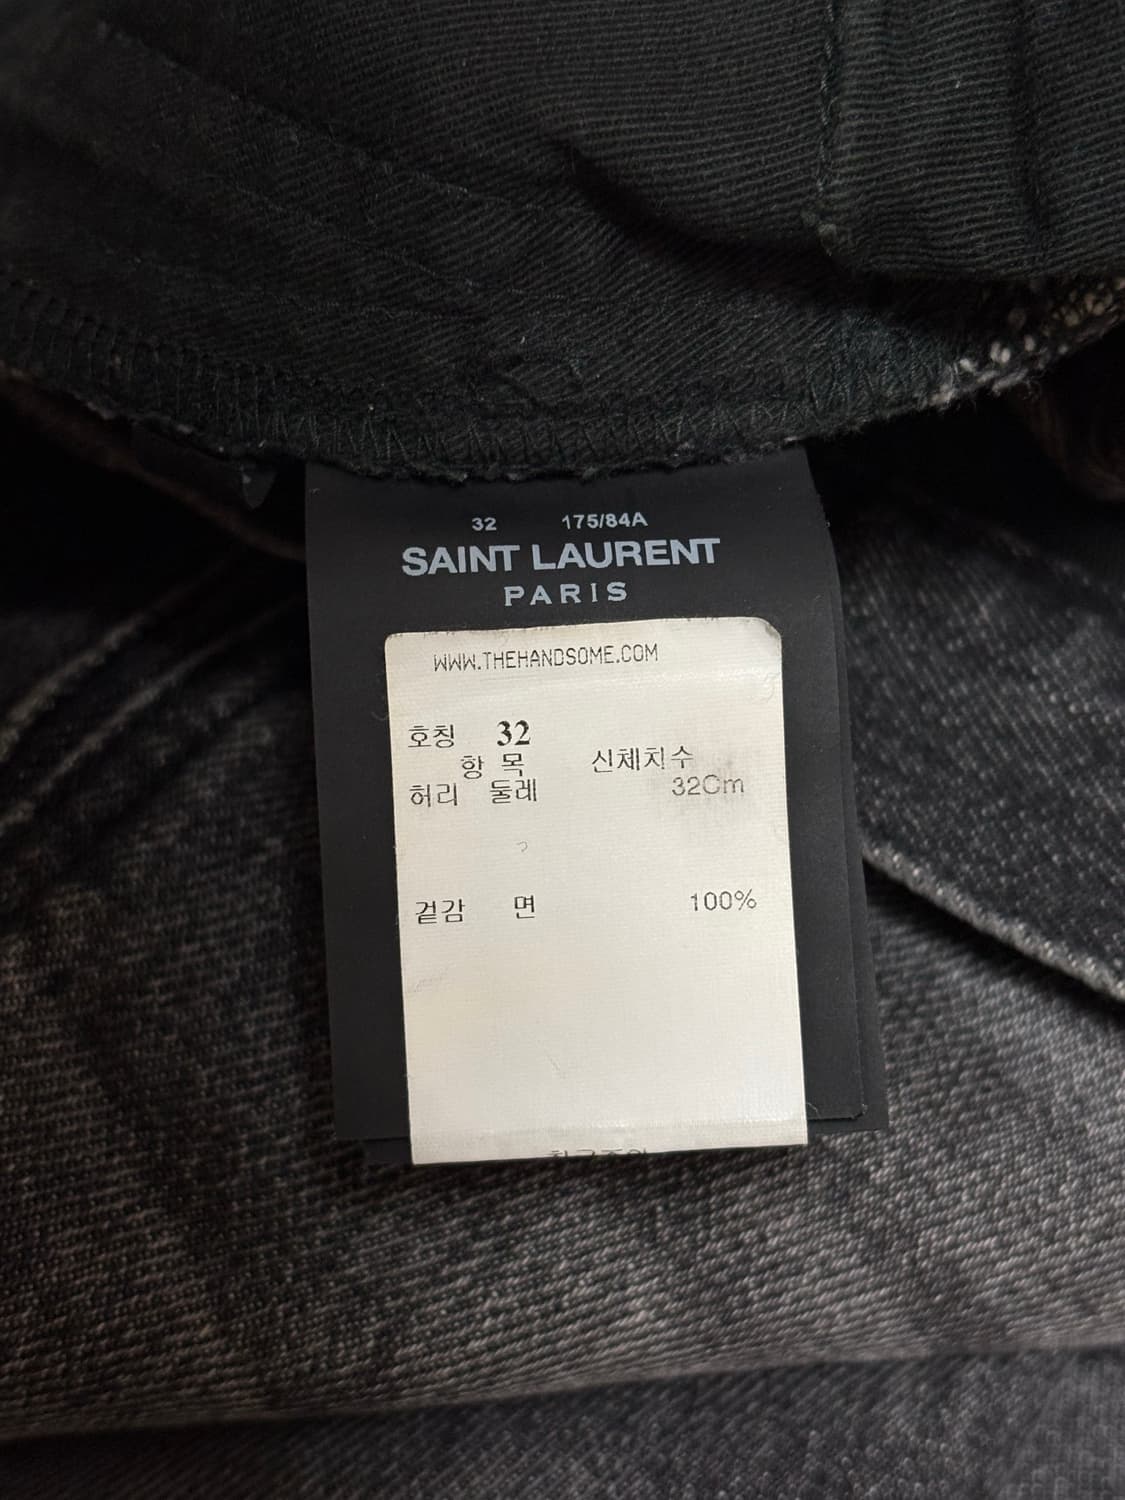 32 175/84A
SAINT LAURENT
PARIS
WWW.THEHANDSOME.COM
호칭 32
항 목 신체치수
허리 둘레 32Cm
겉감 면 100%